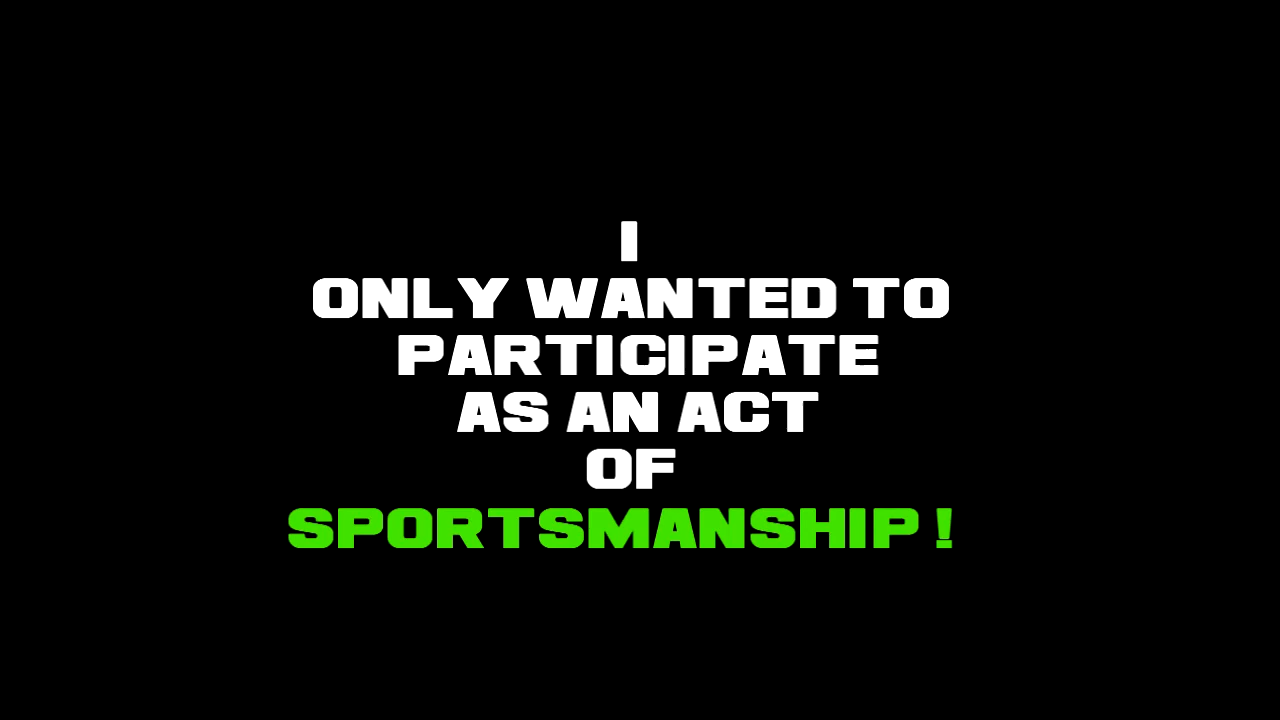 I
ONLY WANTED TO
PARTICIPATE
AS AN ACT
OF
SPORTSMANSHIP !